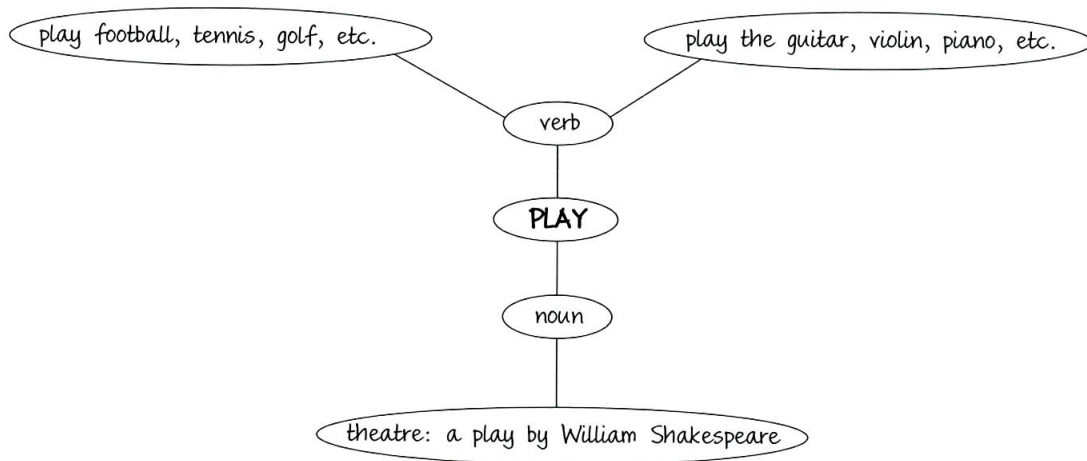 play football, tennis, golf, etc.
play the guitar, violin, piano, etc.
verb
PLAY
noun
theatre: a play by William Shakespeare